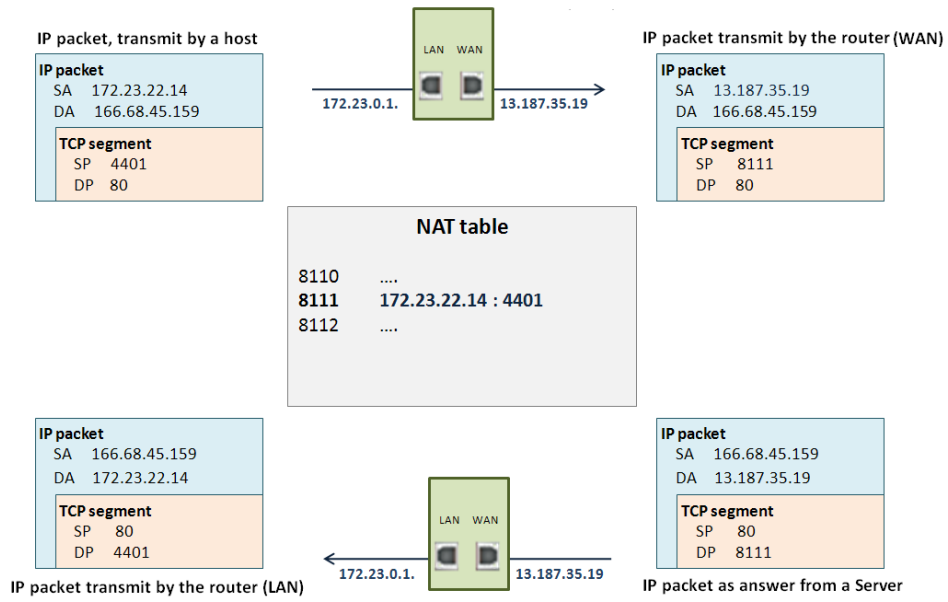 IP packet, transmit by a host
IP packet
SA 172.23.22.14
DA 166.68.45.159
TCP segment
SP 4401
DP 80
LAN WAN
172.23.0.1.
13.187.35.19
IP packet transmit by the router (WAN)
IP packet
SA 13.187.35.19
DA 166.68.45.159
TCP segment
SP 8111
DP 80
NAT table
8110 ....
8111 172.23.22.14 : 4401
8112 ....
IP packet
SA 166.68.45.159
DA 172.23.22.14
TCP segment
SP 80
DP 4401
IP packet transmit by the router (LAN)
LAN WAN
172.23.0.1.
13.187.35.19
IP packet
SA 166.68.45.159
DA 13.187.35.19
TCP segment
SP 80
DP 8111
IP packet as answer from a Server